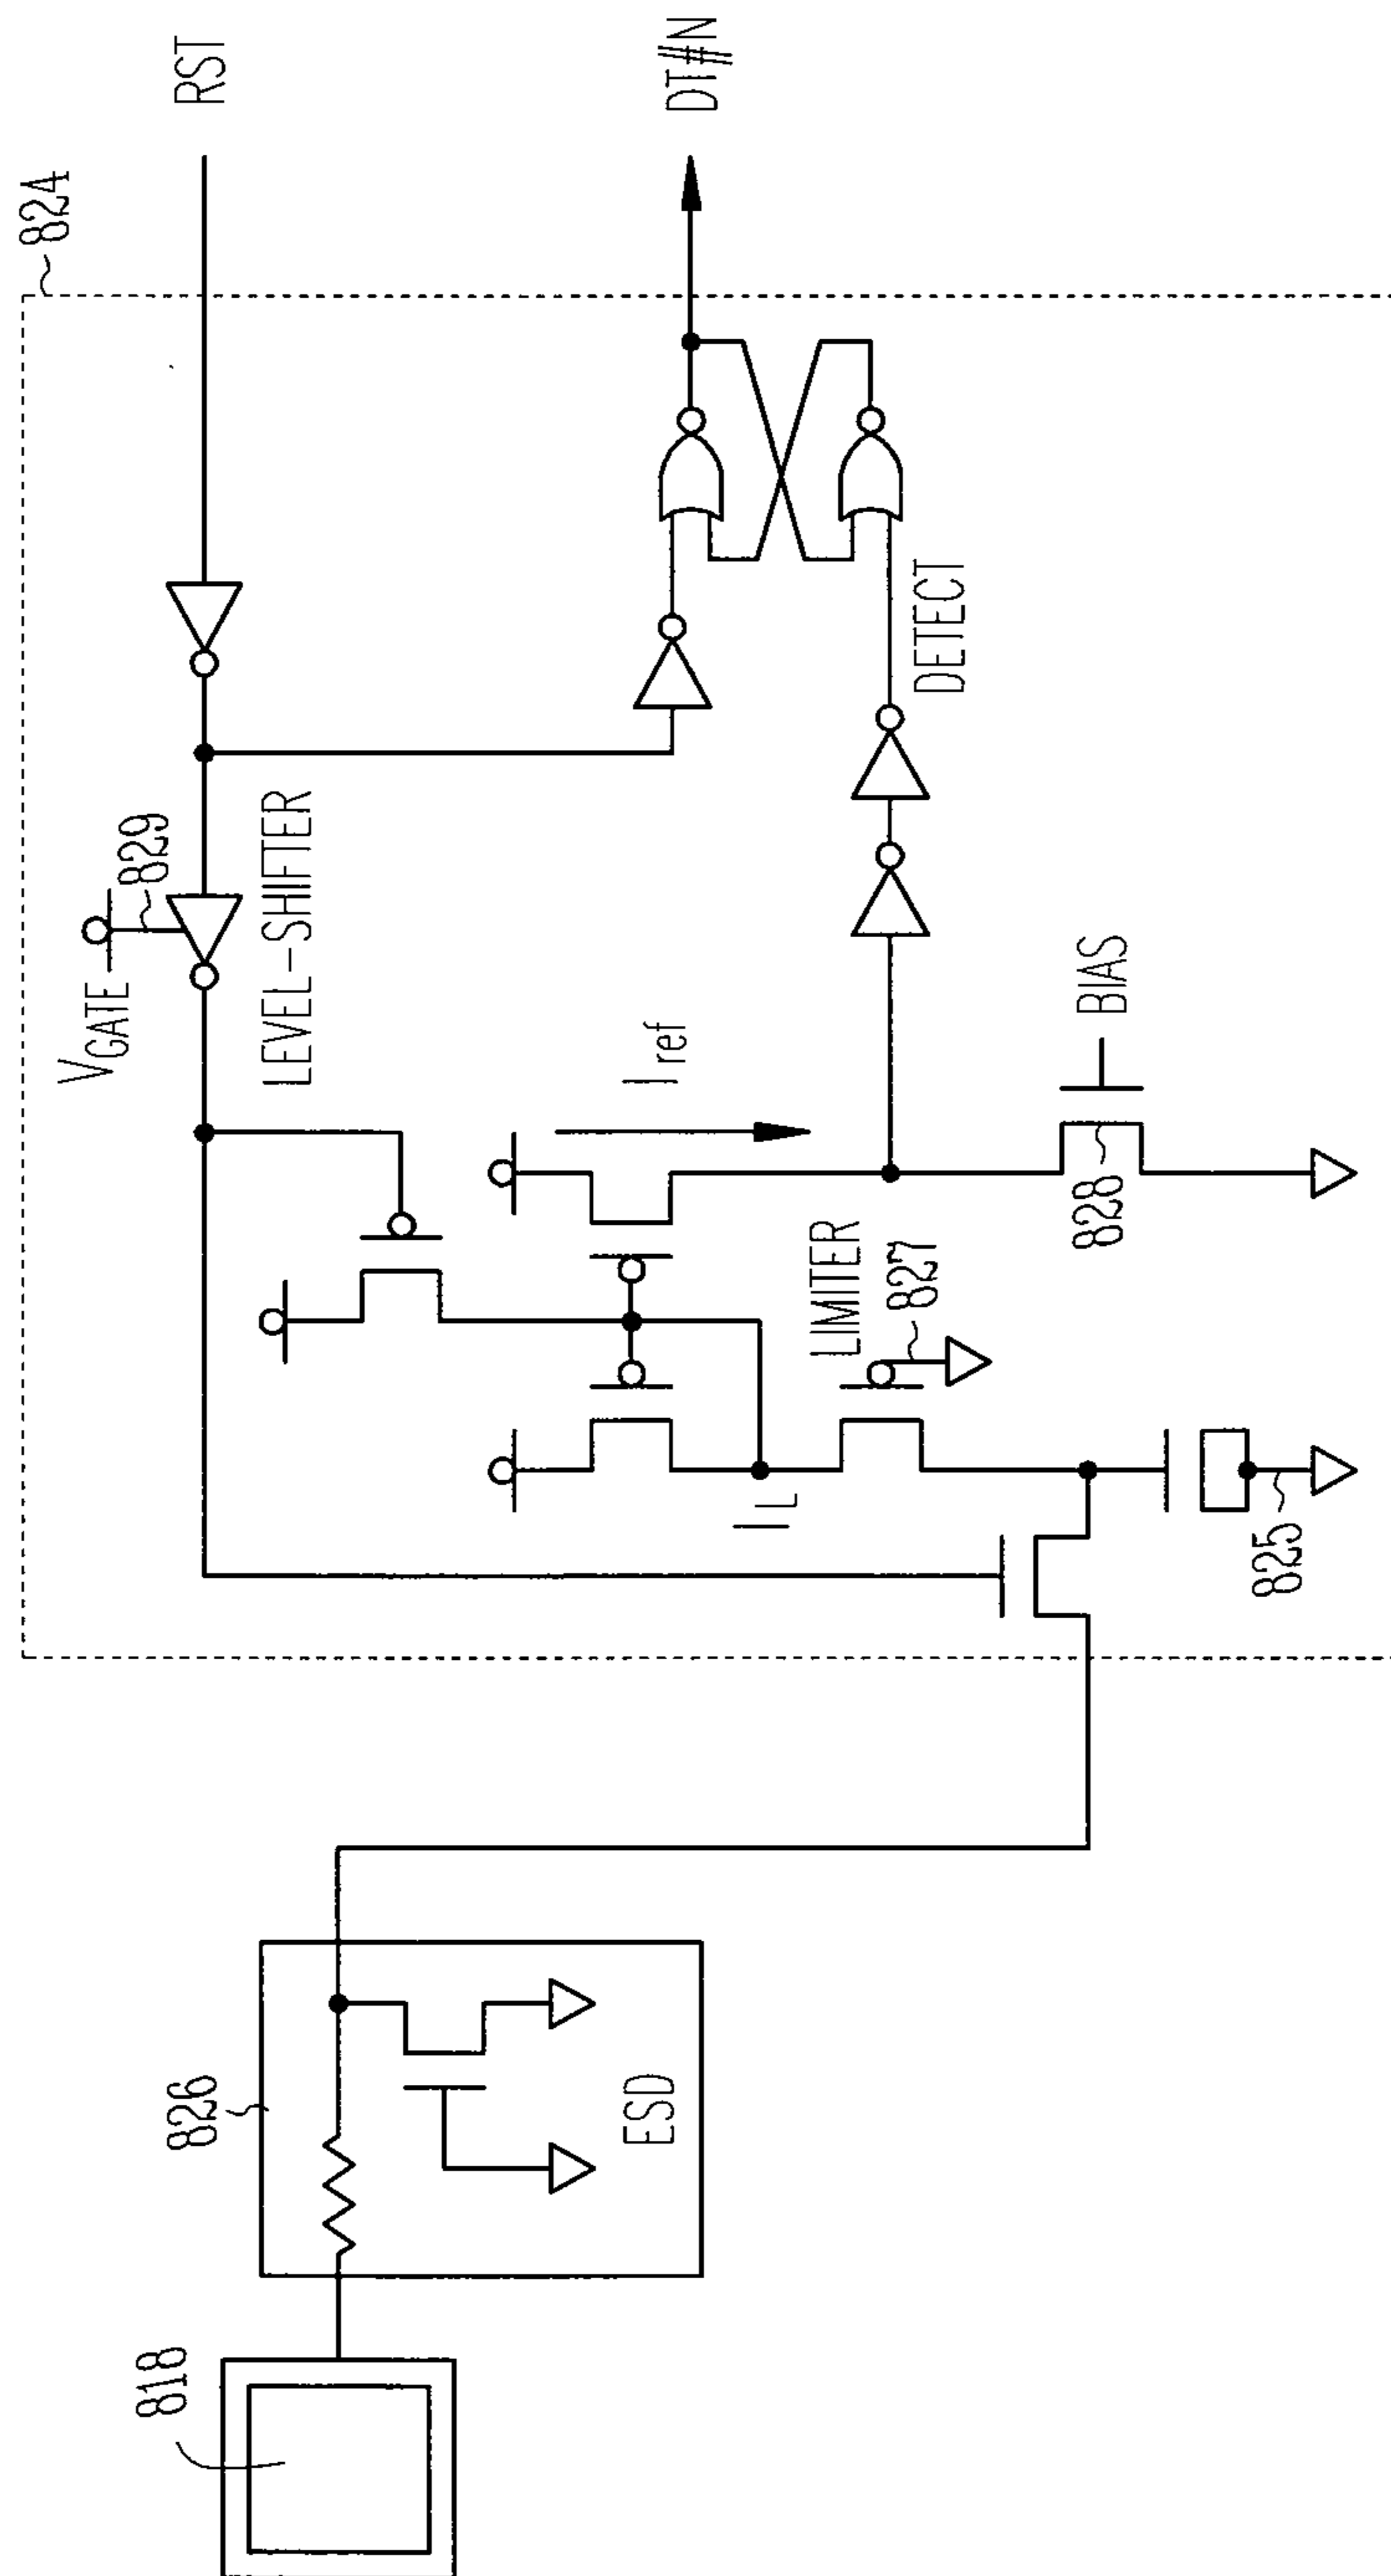 824
V_GATE
829
818
826
RST
LEVEL-SHIFTER
ESD
I_ref
DT#N
I_L
LIMITER
827
DETECT
828
BIAS
825